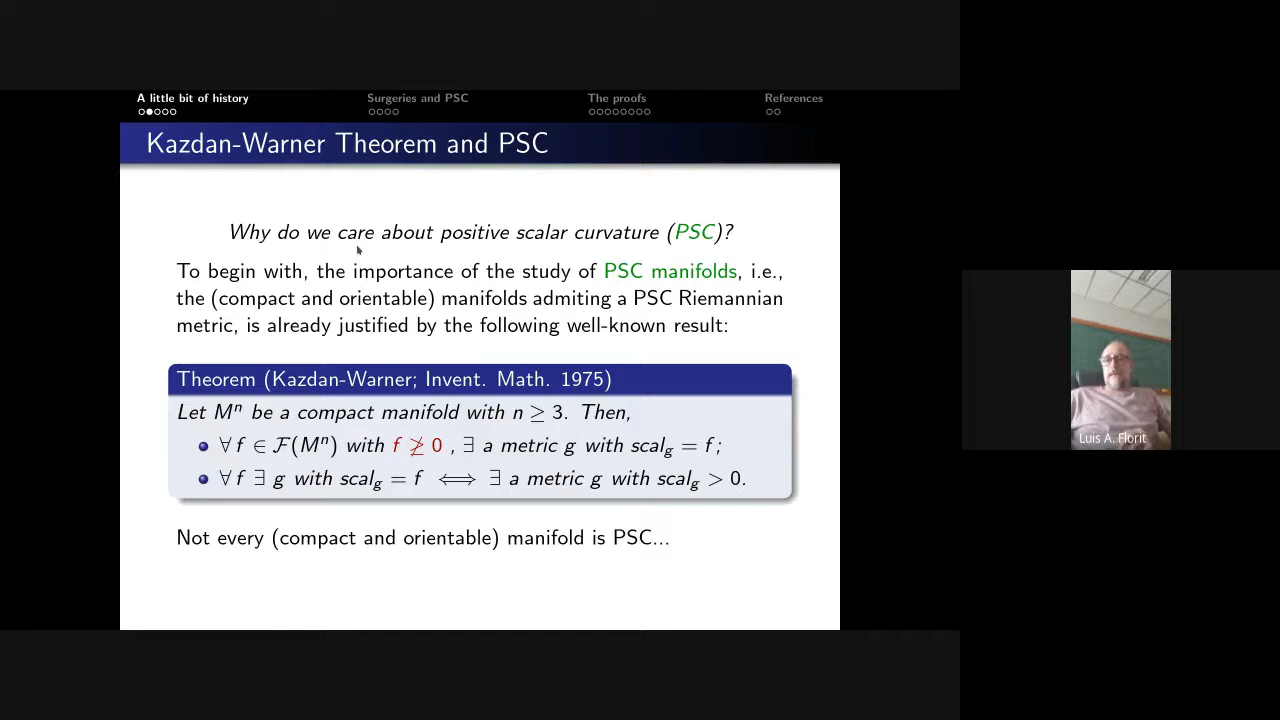 A little bit of history
Surgeries and PSC
The proofs
References
Kazdan-Warner Theorem and PSC
Why do we care about positive scalar curvature (PSC)?
To begin with, the importance of the study of PSC manifolds, i.e.,
the (compact and orientable) manifolds admiting a PSC Riemannian
metric, is already justified by the following well-known result:
Theorem (Kazdan-Warner; Invent. Math. 1975)
Let Mⁿ be a compact manifold with n ≥ 3. Then,
∀ f ∈ ℱ(Mⁿ) with f ≱ 0 , ∃ a metric g with scal_g = f;
∀ f ∃ g with scal_g = f ⟺ ∃ a metric g with scal_g > 0.
Not every (compact and orientable) manifold is PSC...
Luis A. Florit